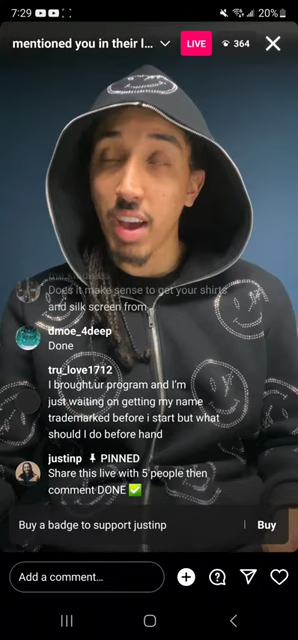 7:29
20%
mentioned you in their l...
LIVE
364
Does it make sense to get your shirts
and silk screen from
dmoe_4deep
Done
tru_love1712
I brought ur program and I'm
just waiting on getting my name
trademarked before i start but what
should I do before hand
justinp PINNED
Share this live with 5 people then
comment DONE ✅
Buy a badge to support justinp
Buy
Add a comment...